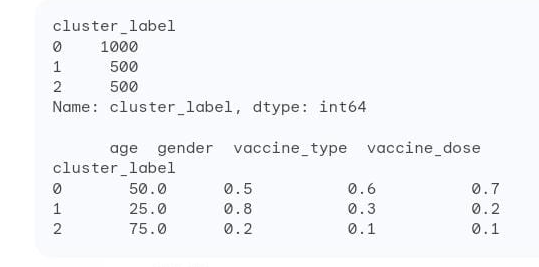 cluster_label
0    1000
1     500
2     500
Name: cluster_label, dtype: int64
age  gender  vaccine_type  vaccine_dose
cluster_label
0    50.0    0.5    0.6    0.7
1    25.0    0.8    0.3    0.2
2    75.0    0.2    0.1    0.1